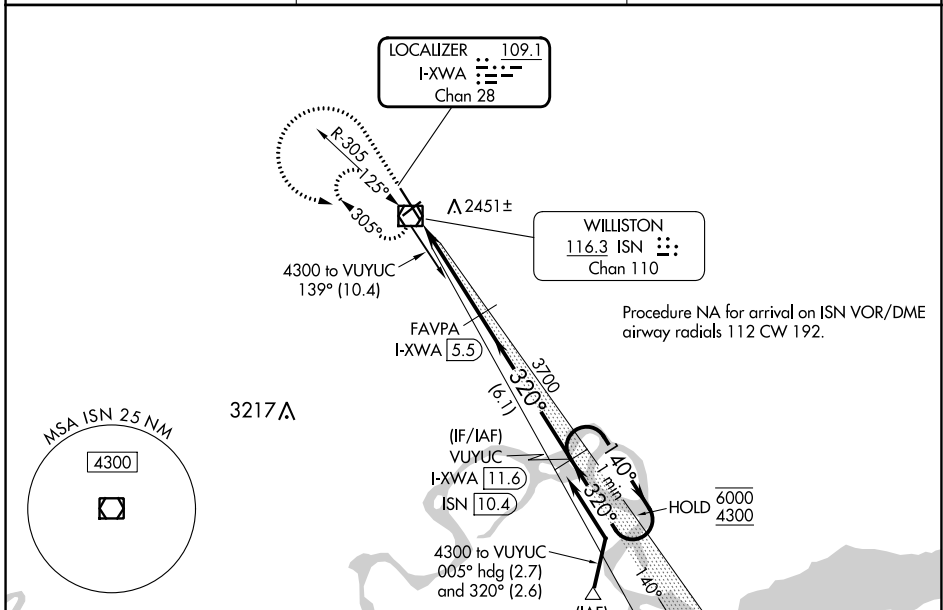 LOCALIZER 109.1
I-XWA
Chan 28
R-305
125°
305°
2451±
WILLISTON
116.3 ISN
Chan 110
4300 to VUYUC
139° (10.4)
Procedure NA for arrival on ISN VOR/DME
airway radials 112 CW 192.
FAVPA
I-XWA 5.5
3700
320°
(6.1)
3217
MSA ISN 25 NM
4300
(IF/IAF)
VUYUC
I-XWA 11.6
ISN 10.4
140°
1 min
320°
HOLD 6000
4300
4300 to VUYUC
005° hdg (2.7)
and 320° (2.6)
140°
(IAF)